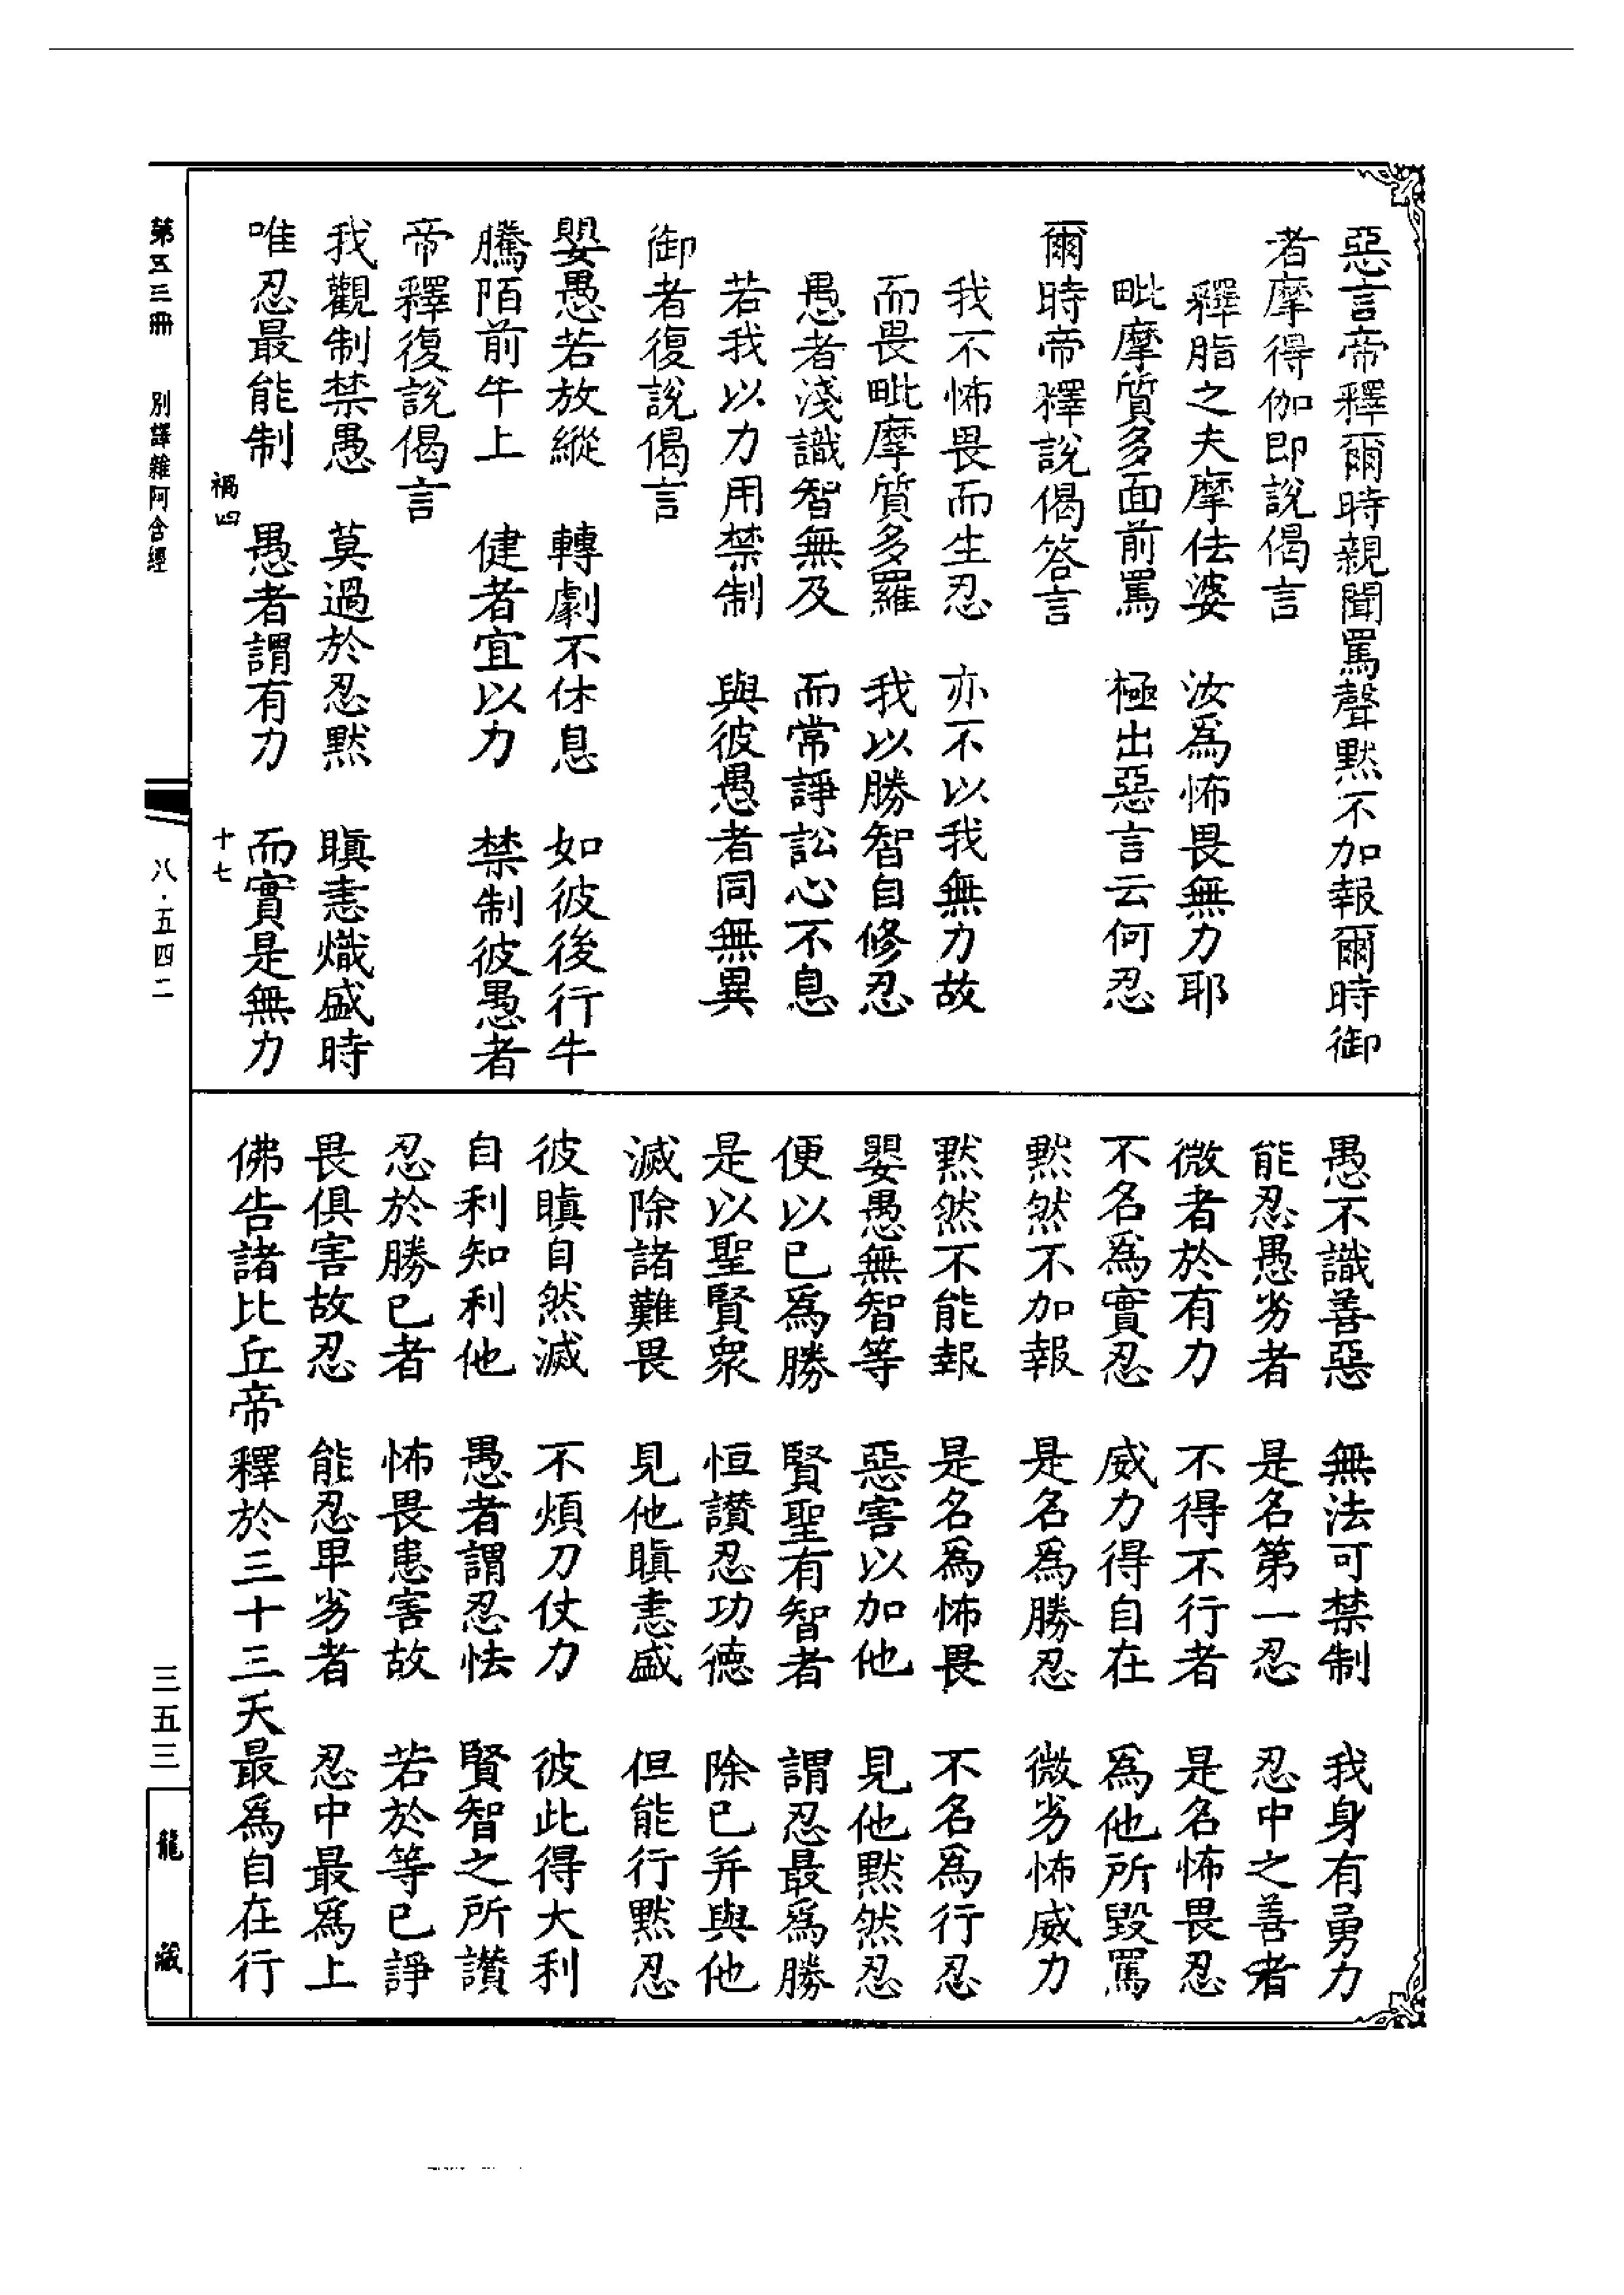 惡言帝釋爾時親聞罵聲默不加報爾時御
者摩得伽即說偈言
釋脂之夫摩佉婆　汝爲怖畏無力耶
毗摩質多面前罵　極出惡言云何忍
爾時帝釋說偈答言
我不怖畏而生忍　亦不以我無力故
而畏毗摩質多羅　我以勝智自修忍
愚者淺識智無及　而常諍訟心不息
若我以力用禁制　與彼愚者同無異
御者復說偈言
嬰愚若放縱　轉劇不休息　如彼後行牛
騰陌前牛上　健者宜以力　禁制彼愚者
帝釋復說偈言
我觀制禁愚　莫過於忍默　瞋恚熾盛時
唯忍最能制　愚者謂有力　而實是無力
愚不識善惡　無法可禁制　我身有勇力
能忍愚劣者　是名第一忍　忍中之善者
微者於有力　不得不行者　是名怖畏忍
不名爲實忍　威力得自在　爲他所毀罵
默然不加報　是名爲勝忍　微劣怖威力
默然不能報　是名爲怖畏　不名爲行忍
嬰愚無智等　惡害以加他　見他默然忍
便以已爲勝　賢聖有智者　謂忍最爲勝
是以聖賢衆　恒讚忍功德　除已并與他
滅除諸難畏　見他瞋恚盛　但能行默忍
彼瞋自然滅　不煩刀仗力　彼此得大利
自利知利他　愚者謂忍怯　賢智之所讚
忍於勝已者　怖畏患害故　若於等已諍
畏俱害故忍　能忍卑劣者　忍中最爲上
佛告諸比丘帝釋於三十三天最爲自在行
禍四　十七
第五三冊　別譯雜阿含經　八·五四二　三五三　龍藏